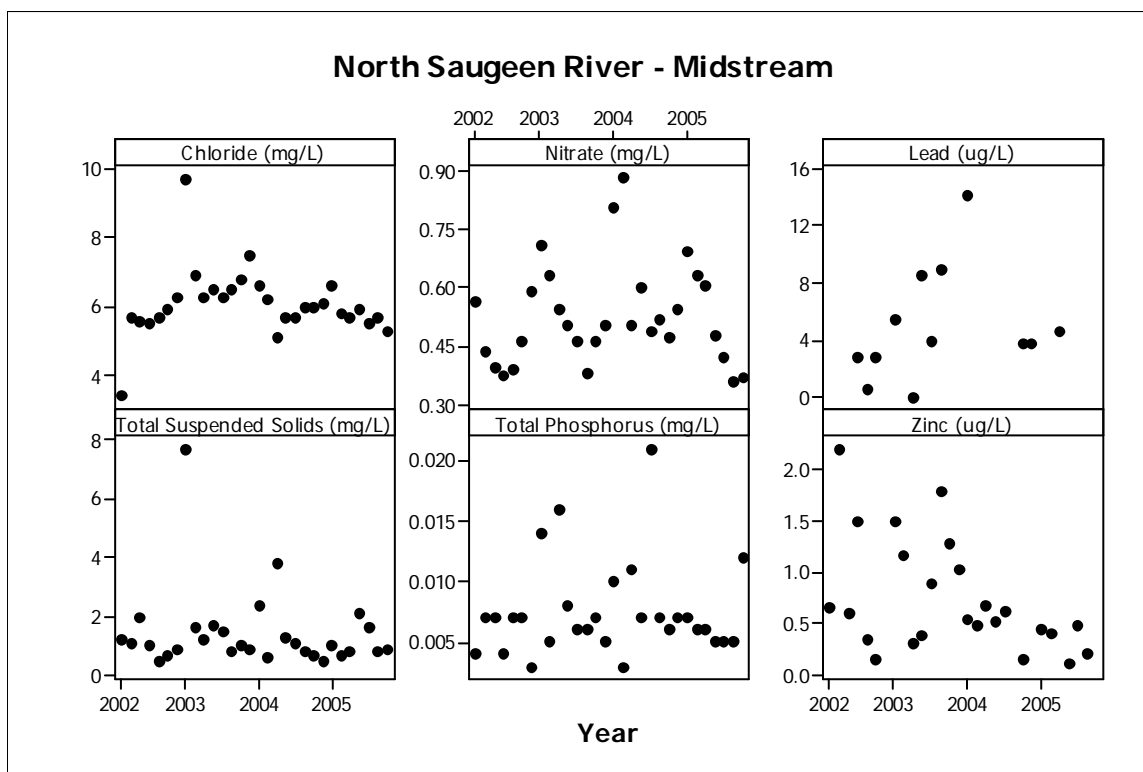 North Saugeen River - Midstream
2002 2003 2004 2005
Chloride (mg/L) Nitrate (mg/L) Lead (ug/L)
10 0.90 16
8 0.75 12
6 0.60 8
0.45 4
4 0.30 0
Total Suspended Solids (mg/L) Total Phosphorus (mg/L) Zinc (ug/L)
8 0.020 2.0
6 0.015 1.5
4 0.010 1.0
2 0.005 0.5
0 0.0
2002 2003 2004 2005 2002 2003 2004 2005
Year